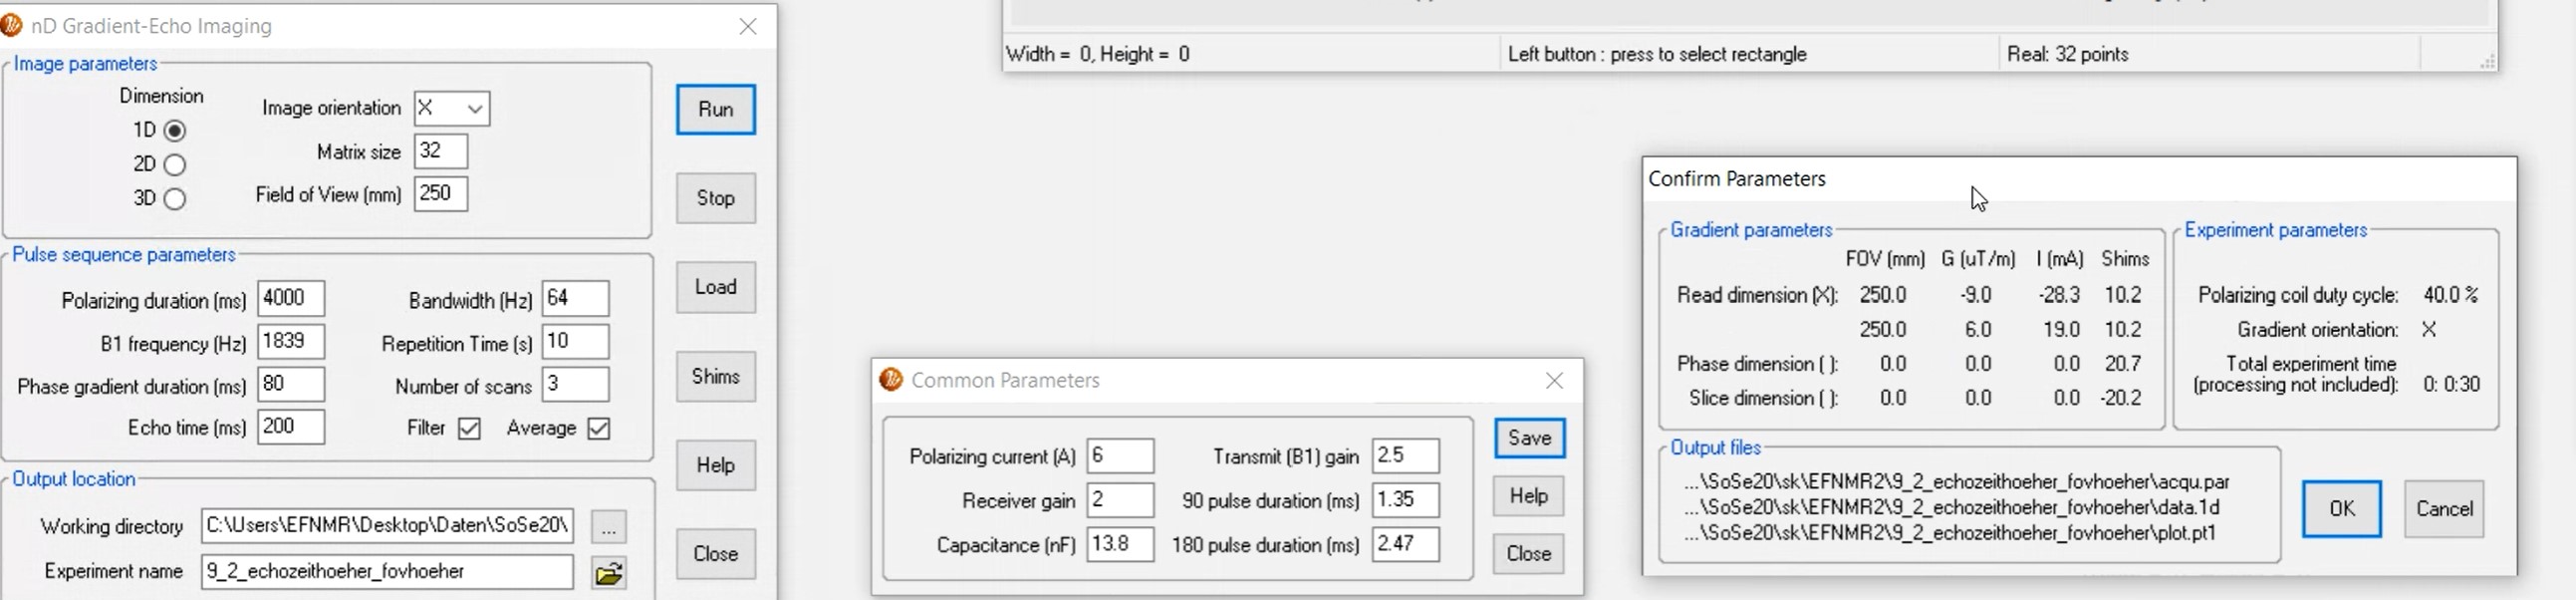 nD Gradient-Echo Imaging
Image parameters
Dimension
1D
2D
3D
Image orientation X
Matrix size 32
Field of View (mm) 250
Run
Stop
Load
Shims
Help
Close
Pulse sequence parameters
Polarizing duration (ms) 4000
Bandwidth (Hz) 64
B1 frequency (Hz) 1839
Repetition Time (s) 10
Phase gradient duration (ms) 80
Number of scans 3
Echo time (ms) 200
Filter
Average
Output location
Working directory C:\Users\EFNMR\Desktop\Daten\SoSe20\ ...
Experiment name 9_2_echozeithoeher_fovhoeher
Width = 0, Height = 0
Left button : press to select rectangle
Real: 32 points
Common Parameters
Polarizing current (A) 6
Transmit (B1) gain 2.5
Receiver gain 2
90 pulse duration (ms) 1.35
Capacitance (nF) 13.8
180 pulse duration (ms) 2.47
Save
Help
Close
Confirm Parameters
Gradient parameters
FOV (mm) G (uT/m) I (mA) Shims
Read dimension (X): 250.0 -9.0 -28.3 10.2
250.0 6.0 19.0 10.2
Phase dimension ( ): 0.0 0.0 0.0 20.7
Slice dimension ( ): 0.0 0.0 0.0 -20.2
Experiment parameters
Polarizing coil duty cycle: 40.0 %
Gradient orientation: X
Total experiment time
(processing not included): 0: 0:30
Output files
...\SoSe20\sk\EFNMR2\9_2_echozeithoeher_fovhoeher\acqu.par
...\SoSe20\sk\EFNMR2\9_2_echozeithoeher_fovhoeher\data.1d
...\SoSe20\sk\EFNMR2\9_2_echozeithoeher_fovhoeher\plot.pt1
OK
Cancel